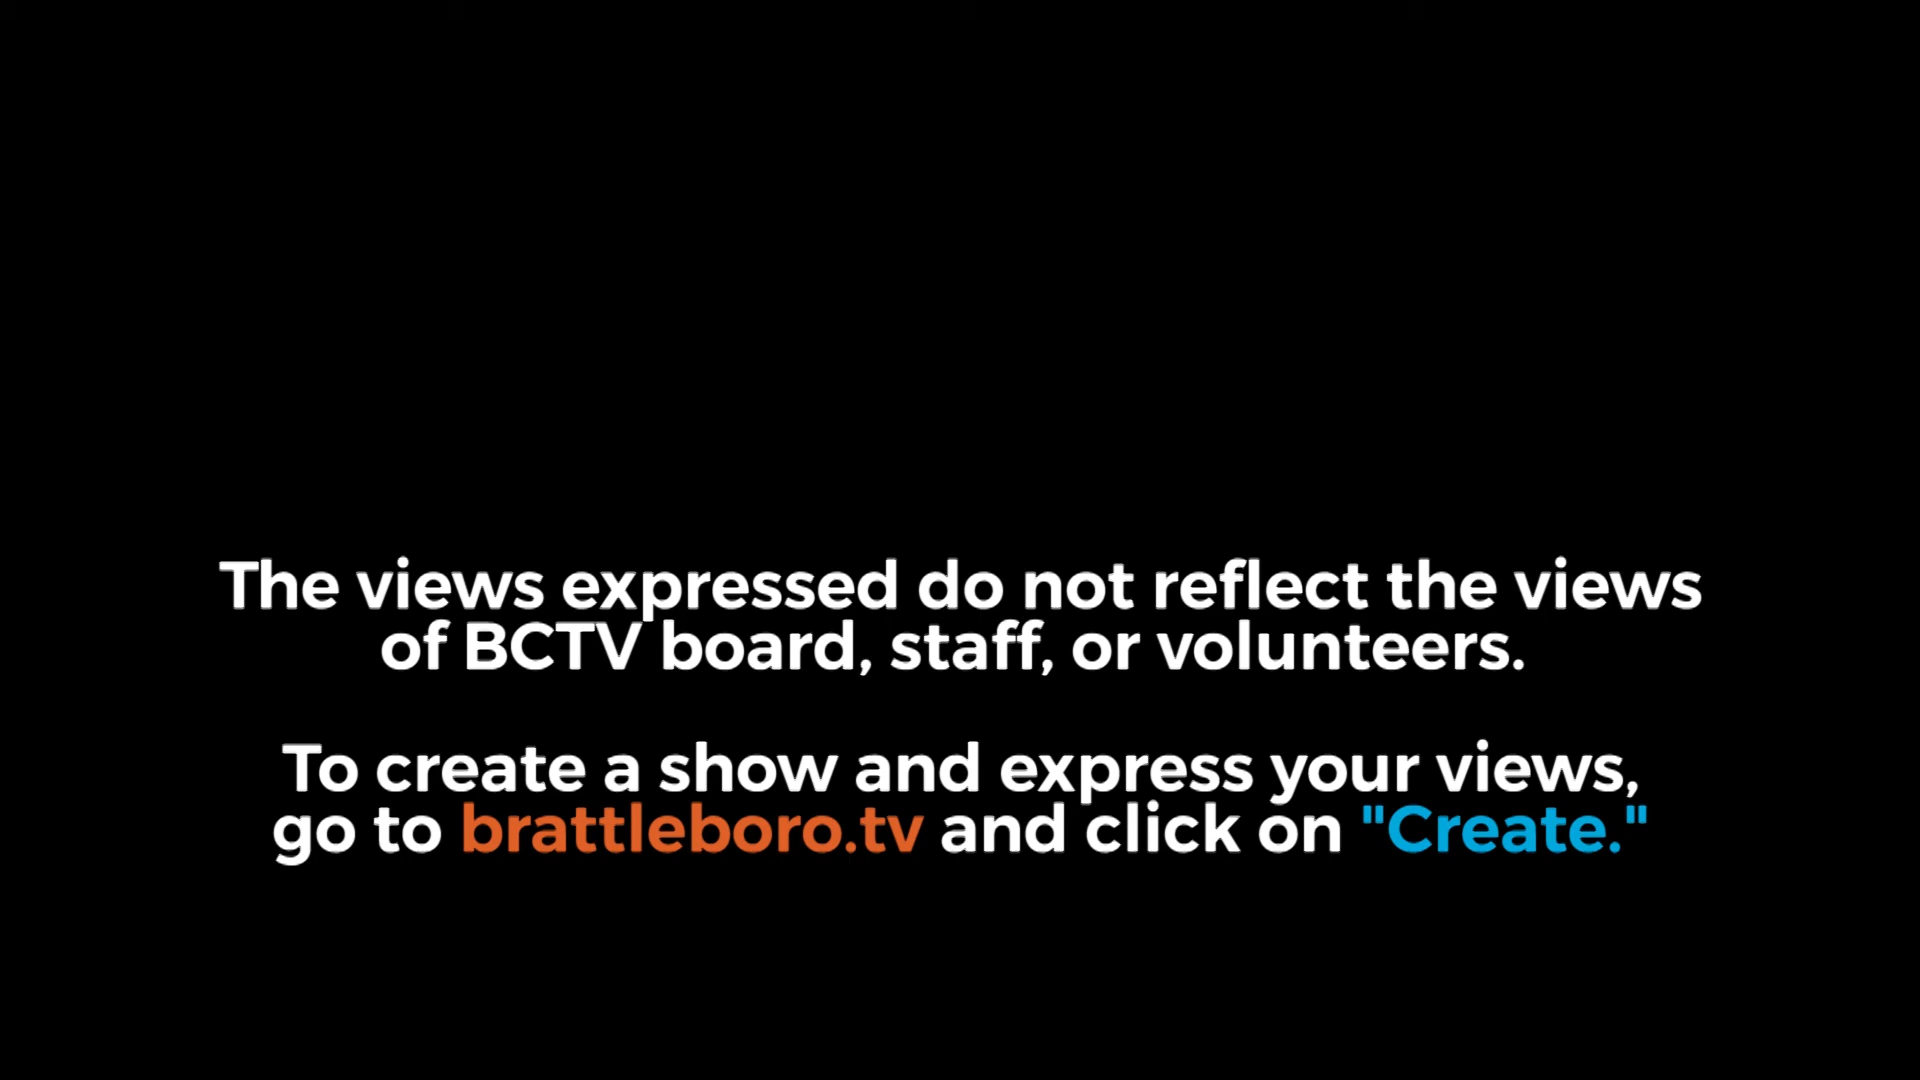 The views expressed do not reflect the views
of BCTV board, staff, or volunteers.
To create a show and express your views,
go to brattleboro.tv and click on "Create."